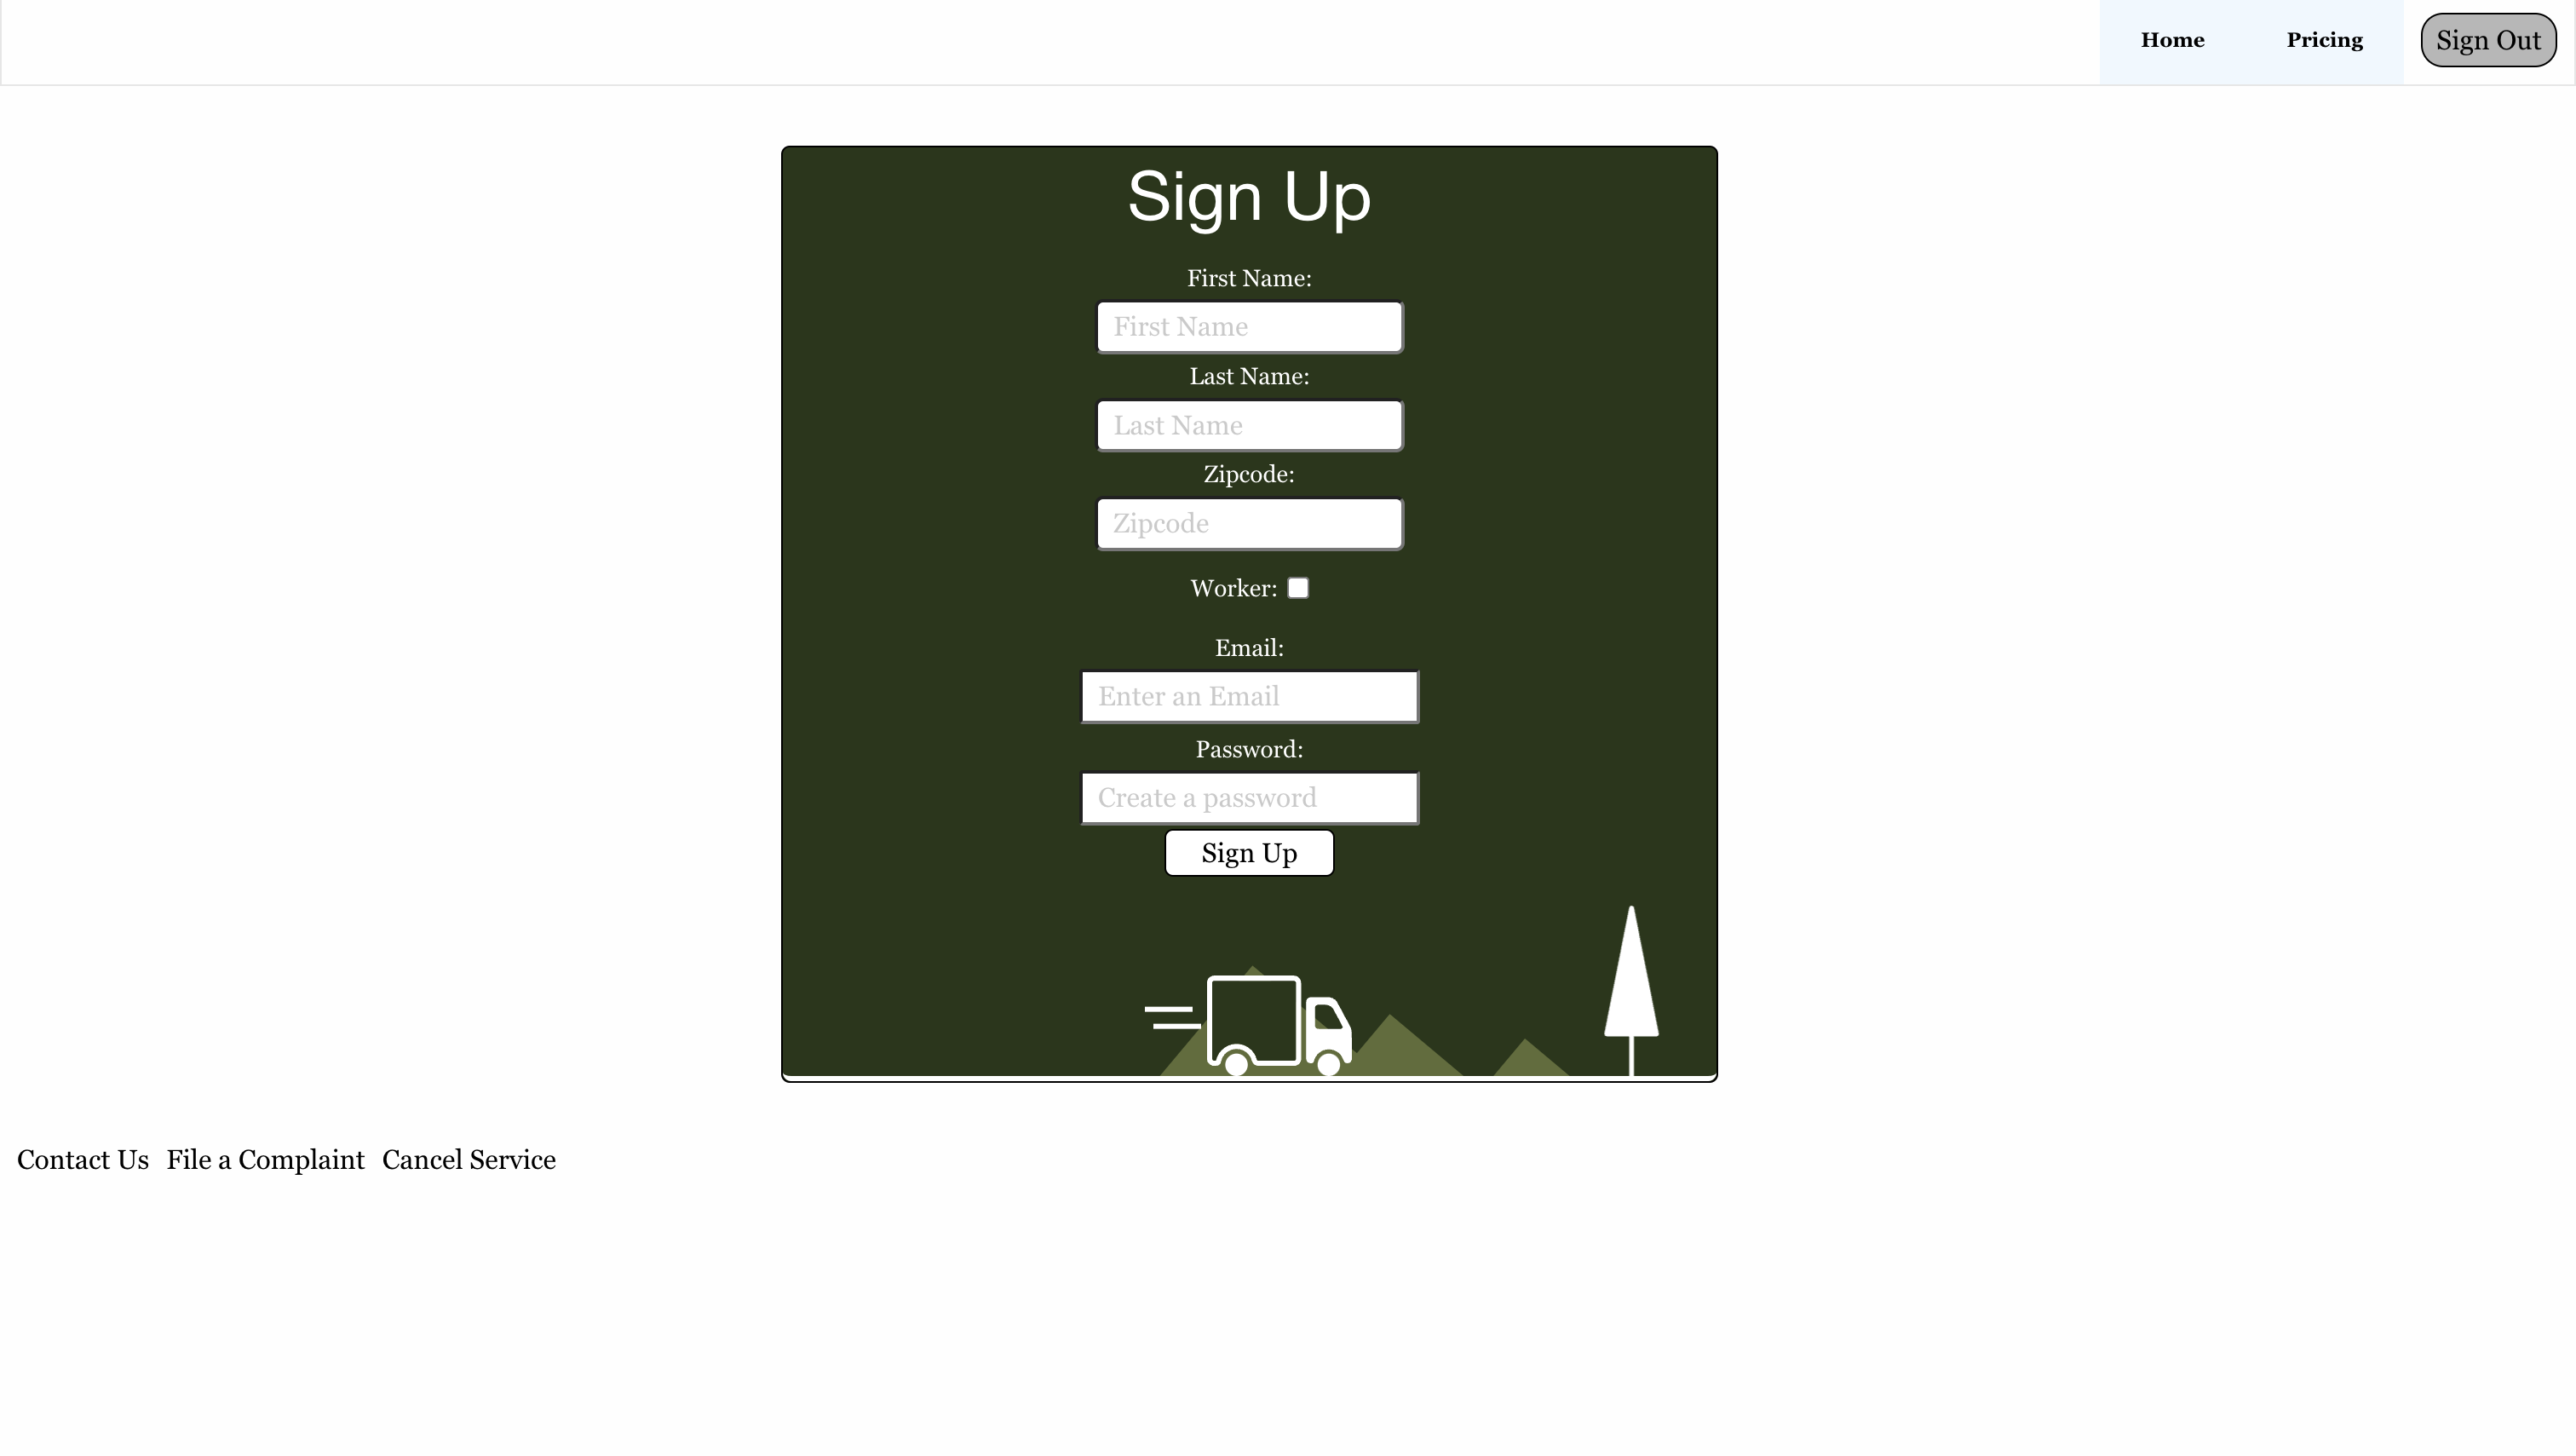 Home Pricing Sign Out
Sign Up
First Name:
First Name
Last Name:
Last Name
Zipcode:
Zipcode
Worker:
Email:
Enter an Email
Password:
Create a password
Sign Up
Contact Us File a Complaint Cancel Service